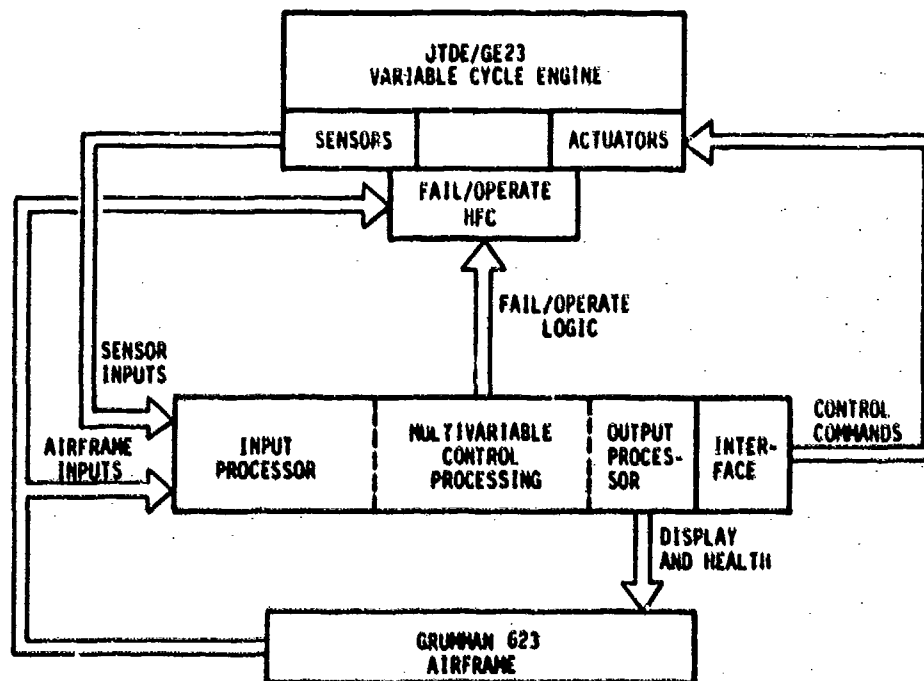 JTDE/GE23
VARIABLE CYCLE ENGINE
SENSORS
ACTUATORS
FAIL/OPERATE
HFC
FAIL/OPERATE
LOGIC
SENSOR
INPUTS
AIRFRAME
INPUTS
INPUT
PROCESSOR
MULTIVARIABLE
CONTROL
PROCESSING
OUTPUT
PROCES-
SOR
INTER-
FACE
CONTROL
COMMANDS
DISPLAY
AND HEALTH
GRUMMAN 623
AIRFRAME